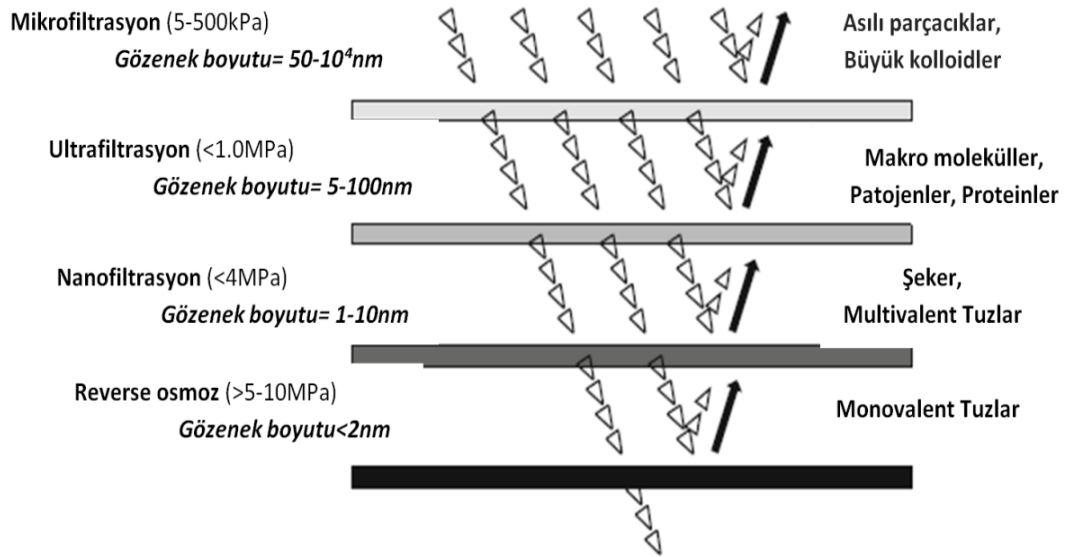 Mikrofiltrasyon (5-500kPa)
Gözenek boyutu= 50-10⁴nm
Asılı parçacıklar,
Büyük kolloidler
Ultrafiltrasyon (<1.0MPa)
Gözenek boyutu= 5-100nm
Makro moleküller,
Patojenler, Proteinler
Nanofiltrasyon (<4MPa)
Gözenek boyutu= 1-10nm
Şeker,
Multivalent Tuzlar
Reverse osmoz (>5-10MPa)
Gözenek boyutu<2nm
Monovalent Tuzlar